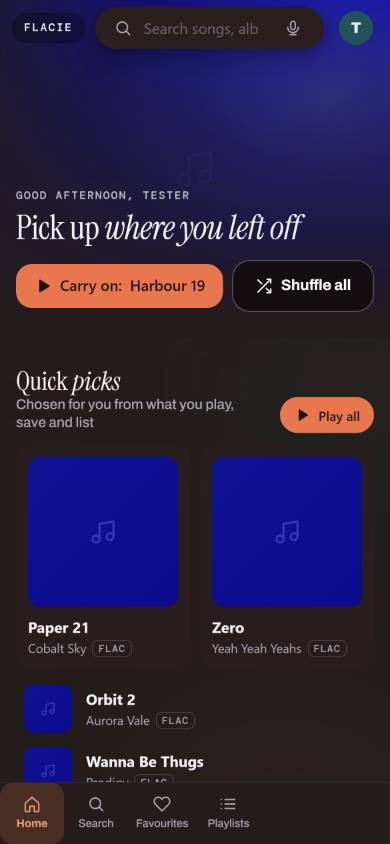 FLACIE
Search songs, alb
T
GOOD AFTERNOON, TESTER
Pick up where you left off
Carry on: Harbour 19
Shuffle all
Quick picks
Chosen for you from what you play,
save and list
Play all
Paper 21
Cobalt Sky FLAC
Zero
Yeah Yeah Yeahs FLAC
Orbit 2
Aurora Vale FLAC
Wanna Be Thugs
Prodigy FLAC
Home
Search
Favourites
Playlists